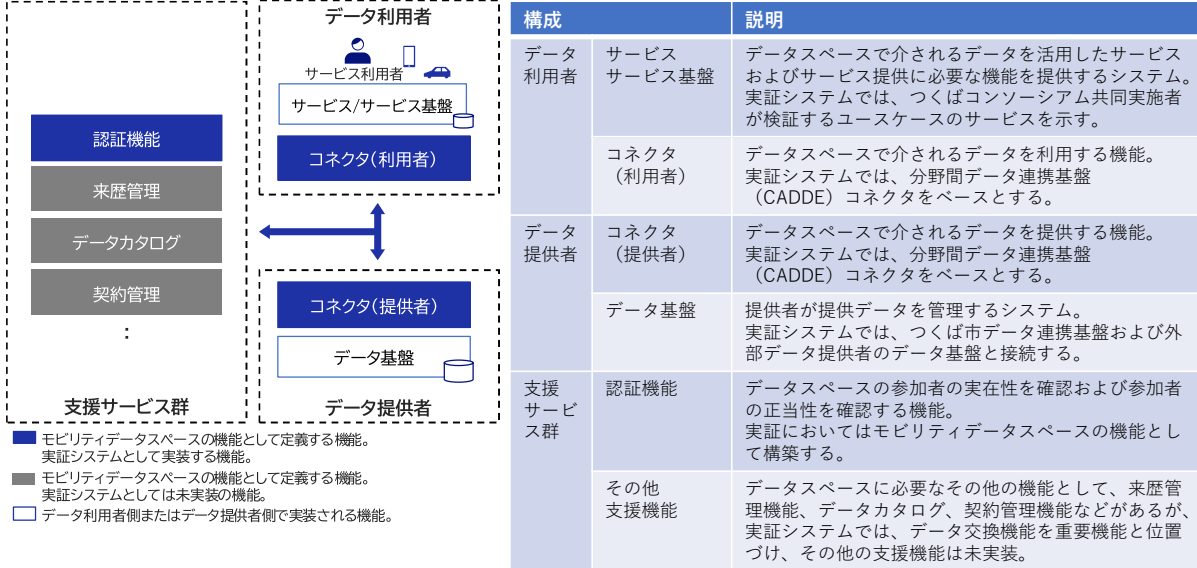 データ利用者
サービス利用者
サービス/サービス基盤
コネクタ(利用者)
認証機能
来歴管理
データカタログ
契約管理
:
支援サービス群
コネクタ(提供者)
データ基盤
データ提供者
モビリティデータスペースの機能として定義する機能。
実証システムとして実装する機能。
モビリティデータスペースの機能として定義する機能。
実証システムとしては未実装の機能。
データ利用者側またはデータ提供者側で実装される機能。
構成 説明
データ
利用者
サービス
サービス基盤
データスペースで介されるデータを活用したサービス
およびサービス提供に必要な機能を提供するシステム。
実証システムでは、つくばコンソーシアム共同実施者
が検証するユースケースのサービスを示す。
コネクタ
(利用者)
データスペースで介されるデータを利用する機能。
実証システムでは、分野間データ連携基盤
(CADDE)コネクタをベースとする。
データ
提供者
コネクタ
(提供者)
データスペースで介されるデータを提供する機能。
実証システムでは、分野間データ連携基盤
(CADDE)コネクタをベースとする。
データ基盤
提供者が提供データを管理するシステム。
実証システムでは、つくば市データ連携基盤および外
部データ提供者のデータ基盤と接続する。
支援
サービ
ス群
認証機能
データスペースの参加者の実在性を確認および参加者
の正当性を確認する機能。
実証においてはモビリティデータスペースの機能とし
て構築する。
その他
支援機能
データスペースに必要なその他の機能として、来歴管
理機能、データカタログ、契約管理機能などがあるが、
実証システムでは、データ交換機能を重要機能と位置
づけ、その他の支援機能は未実装。